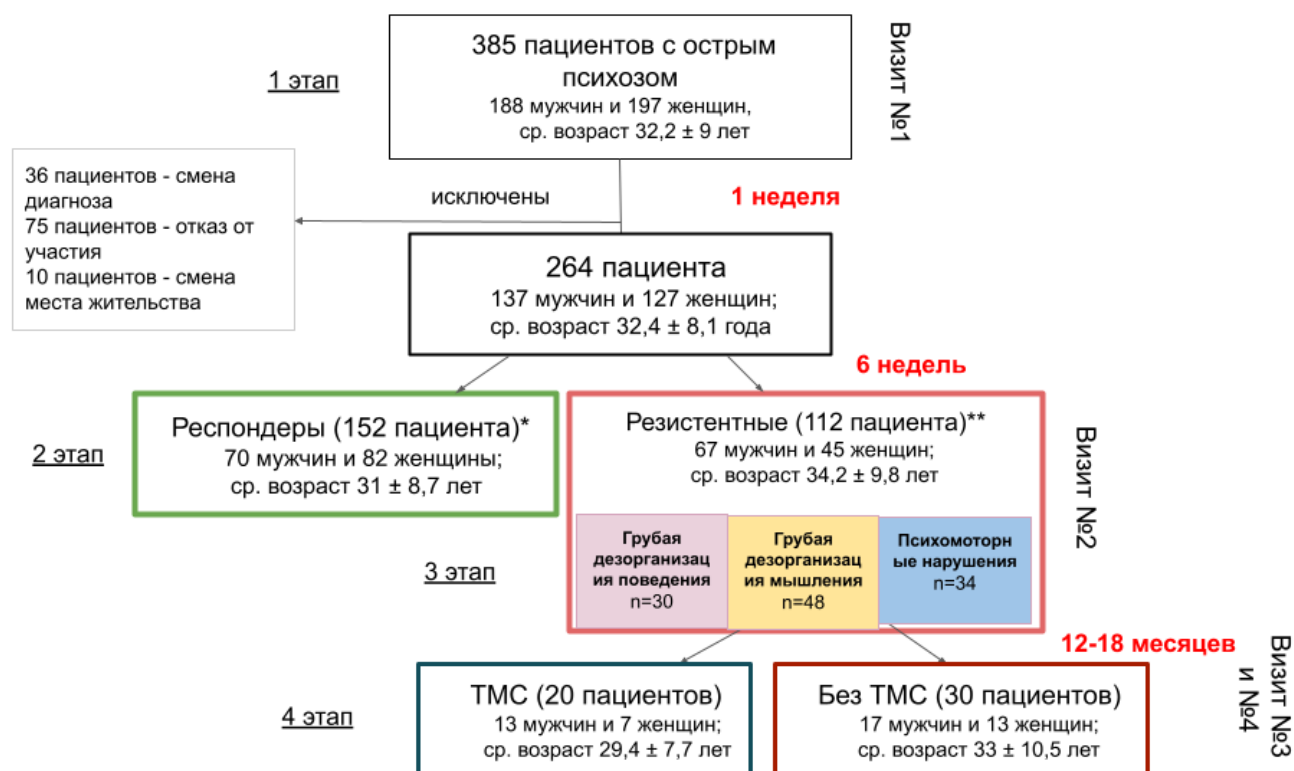 385 пациентов с острым
психозом
188 мужчин и 197 женщин,
ср. возраст 32,2 ± 9 лет
1 этап
Визит №1
36 пациентов - смена
диагноза
75 пациентов - отказ от
участия
10 пациентов - смена
места жительства
исключены
1 неделя
264 пациента
137 мужчин и 127 женщин;
ср. возраст 32,4 ± 8,1 года
6 недель
2 этап
Респондеры (152 пациента)*
70 мужчин и 82 женщины;
ср. возраст 31 ± 8,7 лет
Резистентные (112 пациента)**
67 мужчин и 45 женщин;
ср. возраст 34,2 ± 9,8 лет
Визит №2
3 этап
Грубая
дезорганизац
ия поведения
n=30
Грубая
дезорганизац
ия мышления
n=48
Психомоторн
ые нарушения
n=34
12-18 месяцев
Визит №3
и №4
4 этап
ТМС (20 пациентов)
13 мужчин и 7 женщин;
ср. возраст 29,4 ± 7,7 лет
Без ТМС (30 пациентов)
17 мужчин и 13 женщин;
ср. возраст 33 ± 10,5 лет